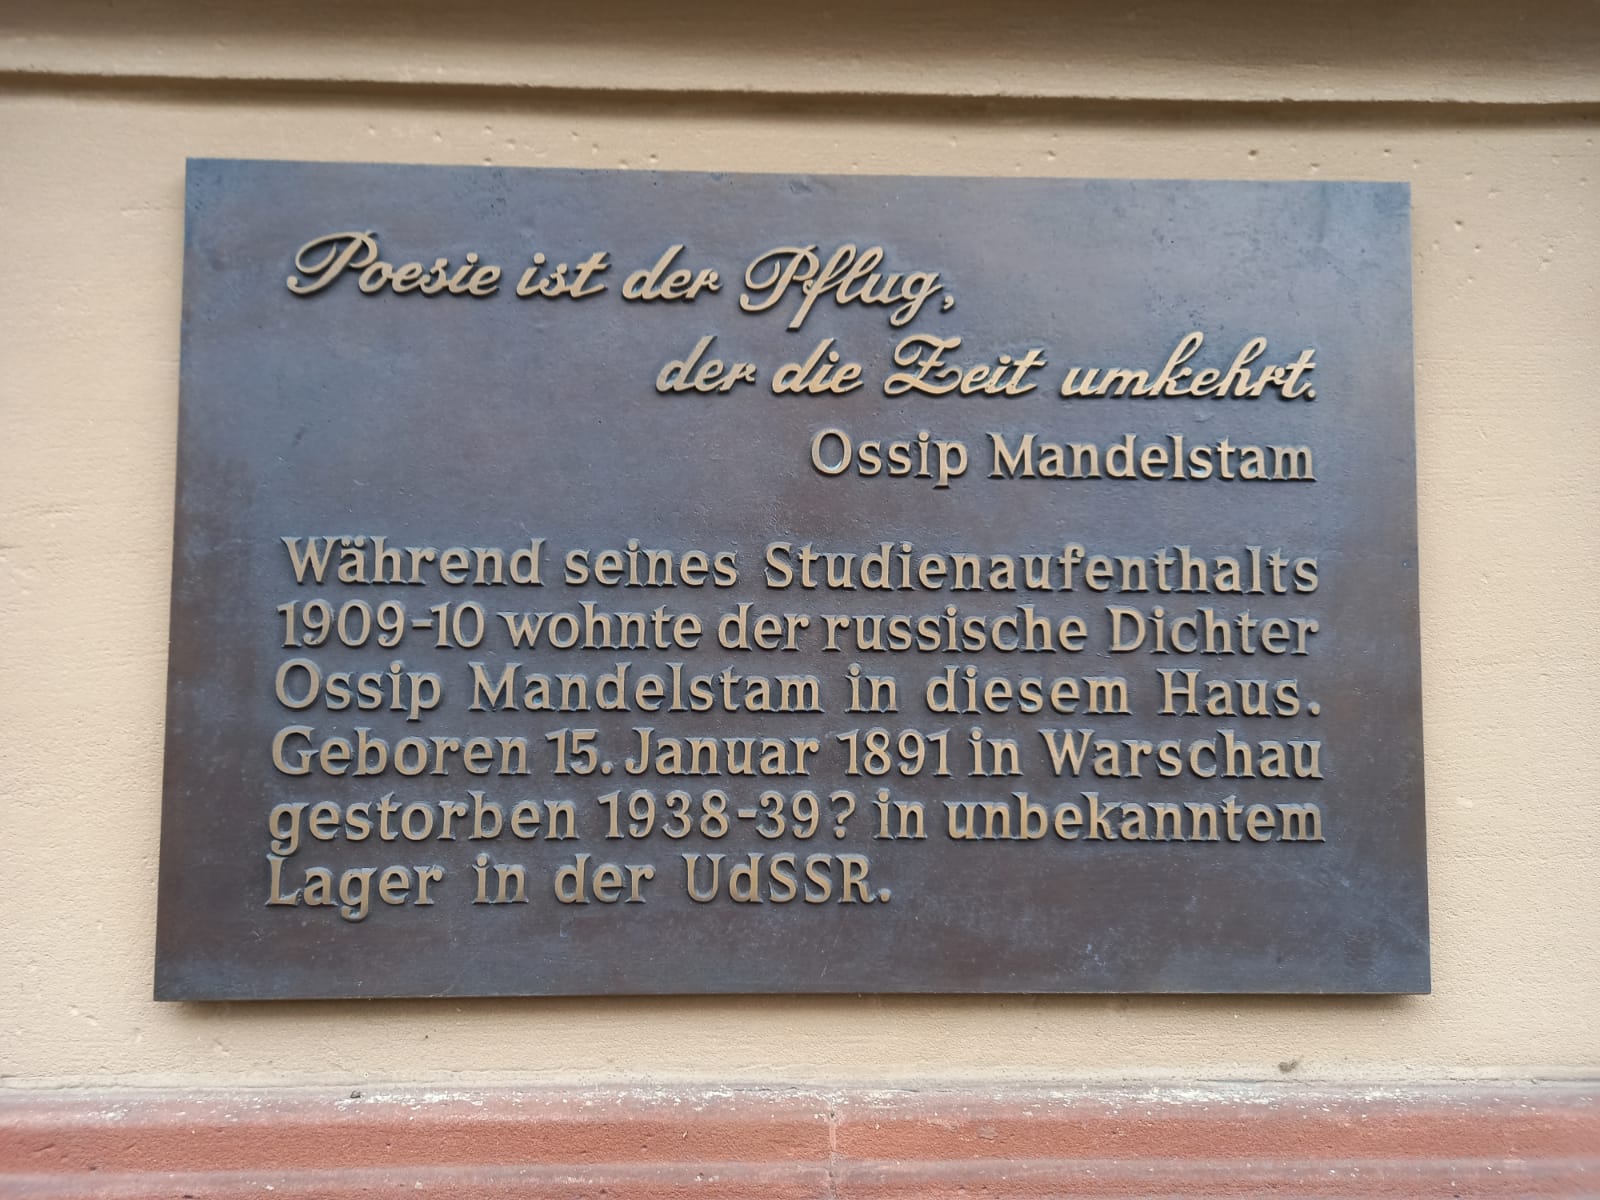 Poesie ist der Pflug,
der die Zeit umkehrt.
Ossip Mandelstam
Während seines Studienaufenthalts
1909-10 wohnte der russische Dichter
Ossip Mandelstam in diesem Haus.
Geboren 15. Januar 1891 in Warschau
gestorben 1938-39? in unbekanntem
Lager in der UdSSR.